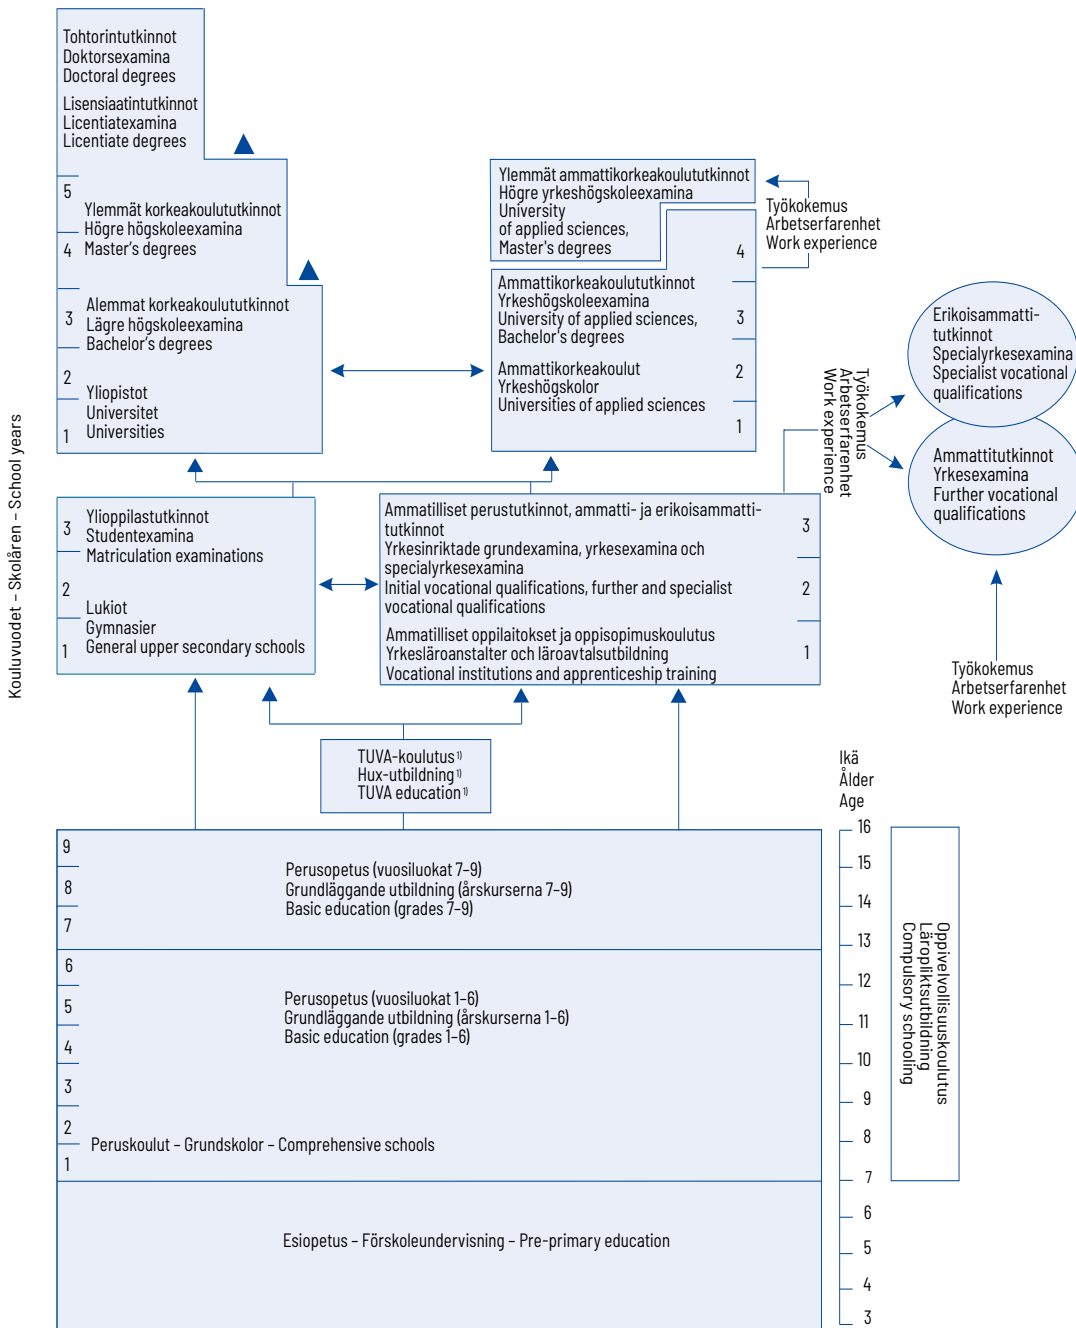 Tohtorintutkinnot
Doktorsexamina
Doctoral degrees
Lisensiaatintutkinnot
Licentiatexamina
Licentiate degrees
5
Ylemmät korkeakoulututkinnot
Högre högskoleexamina
4
Master's degrees
3
Alemmat korkeakoulututkinnot
Lägre högskoleexamina
Bachelor's degrees
2
Yliopistot
Universitet
1
Universities
Ylemmät ammattikorkeakoulututkinnot
Högre yrkeshögskoleexamina
University
of applied sciences,
Master's degrees
4
Ammattikorkeakoulututkinnot
Yrkeshögskoleexamina
University of applied sciences,
Bachelor's degrees
3
Ammattikorkeakoulut
Yrkeshögskolor
Universities of applied sciences
2
1
Työkokemus
Arbetserfarenhet
Work experience
Työkokemus
Arbetserfarenhet
Work experience
Erikoisammatti-
tutkinnot
Specialyrkesexamina
Specialist vocational
qualifications
Ammattitutkinnot
Yrkesexamina
Further vocational
qualifications
Työkokemus
Arbetserfarenhet
Work experience
Kouluvuodet – Skolåren – School years
3
Ylioppilastutkinnot
Studentexamina
Matriculation examinations
2
Lukiot
Gymnasier
1
General upper secondary schools
Ammatilliset perustutkinnot, ammatti- ja erikoisammatti-
tutkinnot
Yrkesinriktade grundexamina, yrkesexamina och
specialyrkesexamina
Initial vocational qualifications, further and specialist
vocational qualifications
Ammatilliset oppilaitokset ja oppisopimuskoulutus
Yrkesläroanstalter och läroavtalsutbildning
Vocational institutions and apprenticeship training
3
2
1
TUVA-koulutus 1)
Hux-utbildning 1)
TUVA education 1)
9
8
7
Perusopetus (vuosiluokat 7–9)
Grundläggande utbildning (årskurserna 7–9)
Basic education (grades 7–9)
6
5
4
3
2
1
Perusopetus (vuosiluokat 1–6)
Grundläggande utbildning (årskurserna 1–6)
Basic education (grades 1–6)
Peruskoulut – Grundskolor – Comprehensive schools
Esiopetus – Förskoleundervisning – Pre-primary education
Ikä
Ålder
Age
16
15
14
13
12
11
10
9
8
7
6
5
4
3
Oppivelvollisuuskoulutus
Läropliktsutbildning
Compulsory schooling